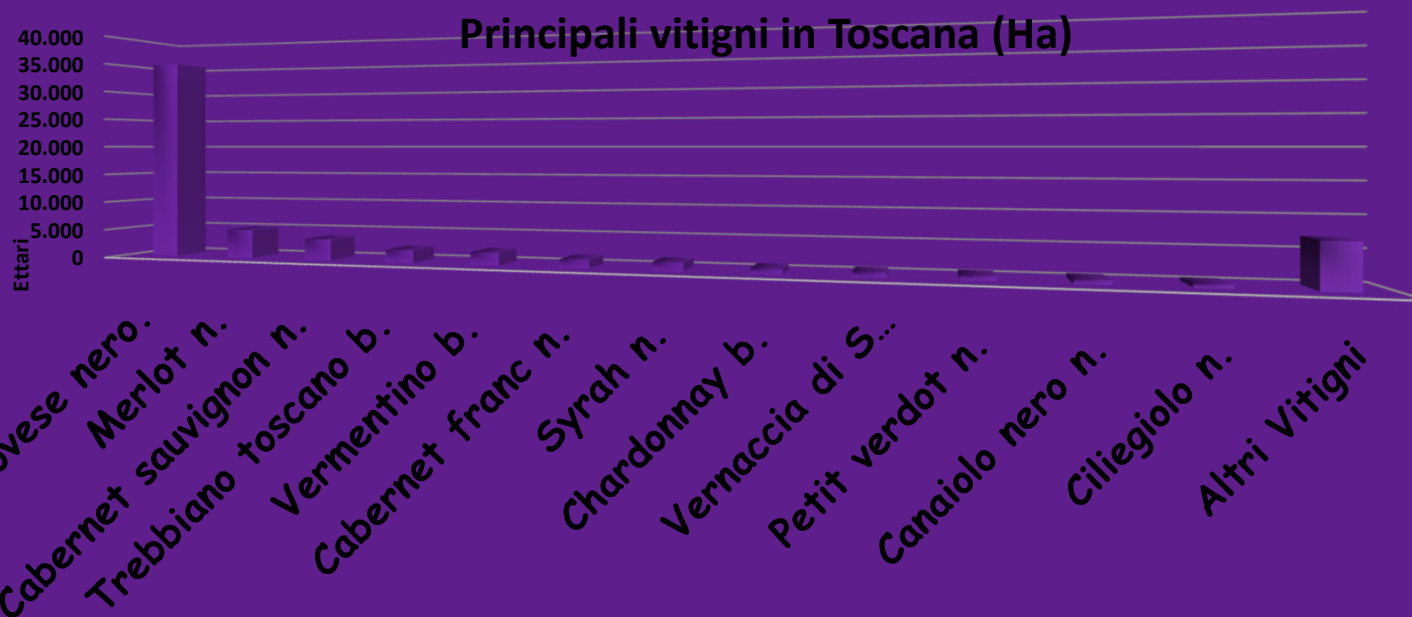 Principali vitigni in Toscana (Ha)
40.000
35.000
30.000
25.000
20.000
15.000
10.000
5.000
0
Ettari
ovese nero.
Merlot n.
Cabernet sauvignon n.
Trebbiano toscano b.
Vermentino b.
Cabernet franc n.
Syrah n.
Chardonnay b.
Vernaccia di S...
Petit verdot n.
Canaiolo nero n.
Ciliegiolo n.
Altri Vitigni